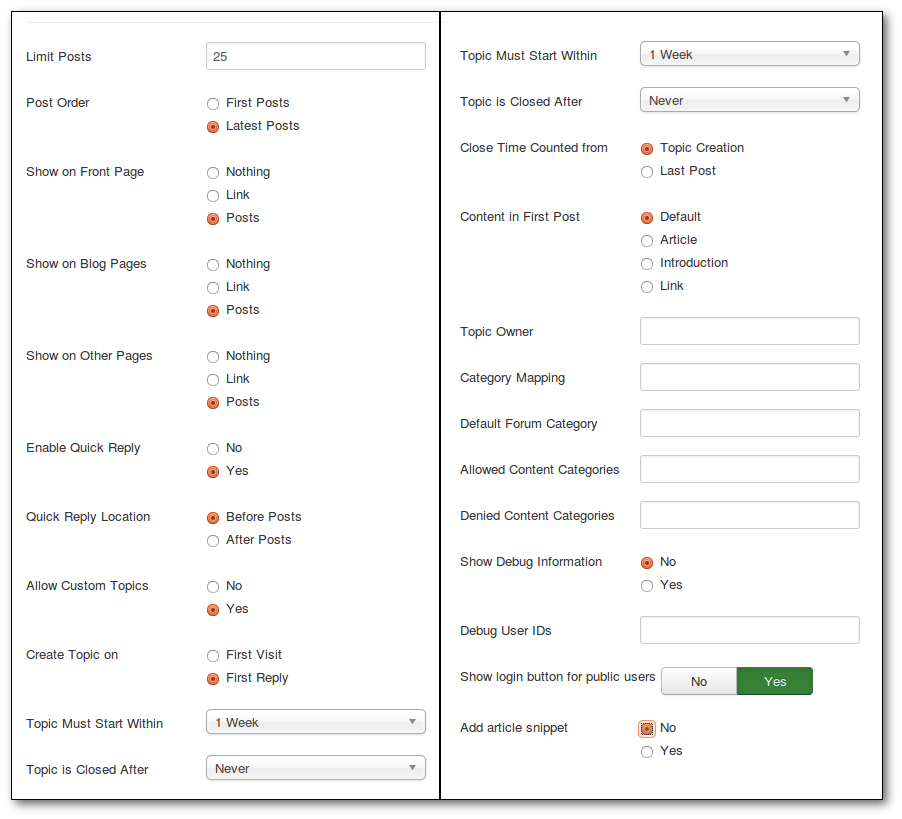 Limit Posts 25
Post Order First Posts
Latest Posts
Show on Front Page Nothing
Link
Posts
Show on Blog Pages Nothing
Link
Posts
Show on Other Pages Nothing
Link
Posts
Enable Quick Reply No
Yes
Quick Reply Location Before Posts
After Posts
Allow Custom Topics No
Yes
Create Topic on First Visit
First Reply
Topic Must Start Within 1 Week
Topic is Closed After Never
Topic Must Start Within 1 Week
Topic is Closed After Never
Close Time Counted from Topic Creation
Last Post
Content in First Post Default
Article
Introduction
Link
Topic Owner
Category Mapping
Default Forum Category
Allowed Content Categories
Denied Content Categories
Show Debug Information No
Yes
Debug User IDs
Show login button for public users No Yes
Add article snippet No
Yes